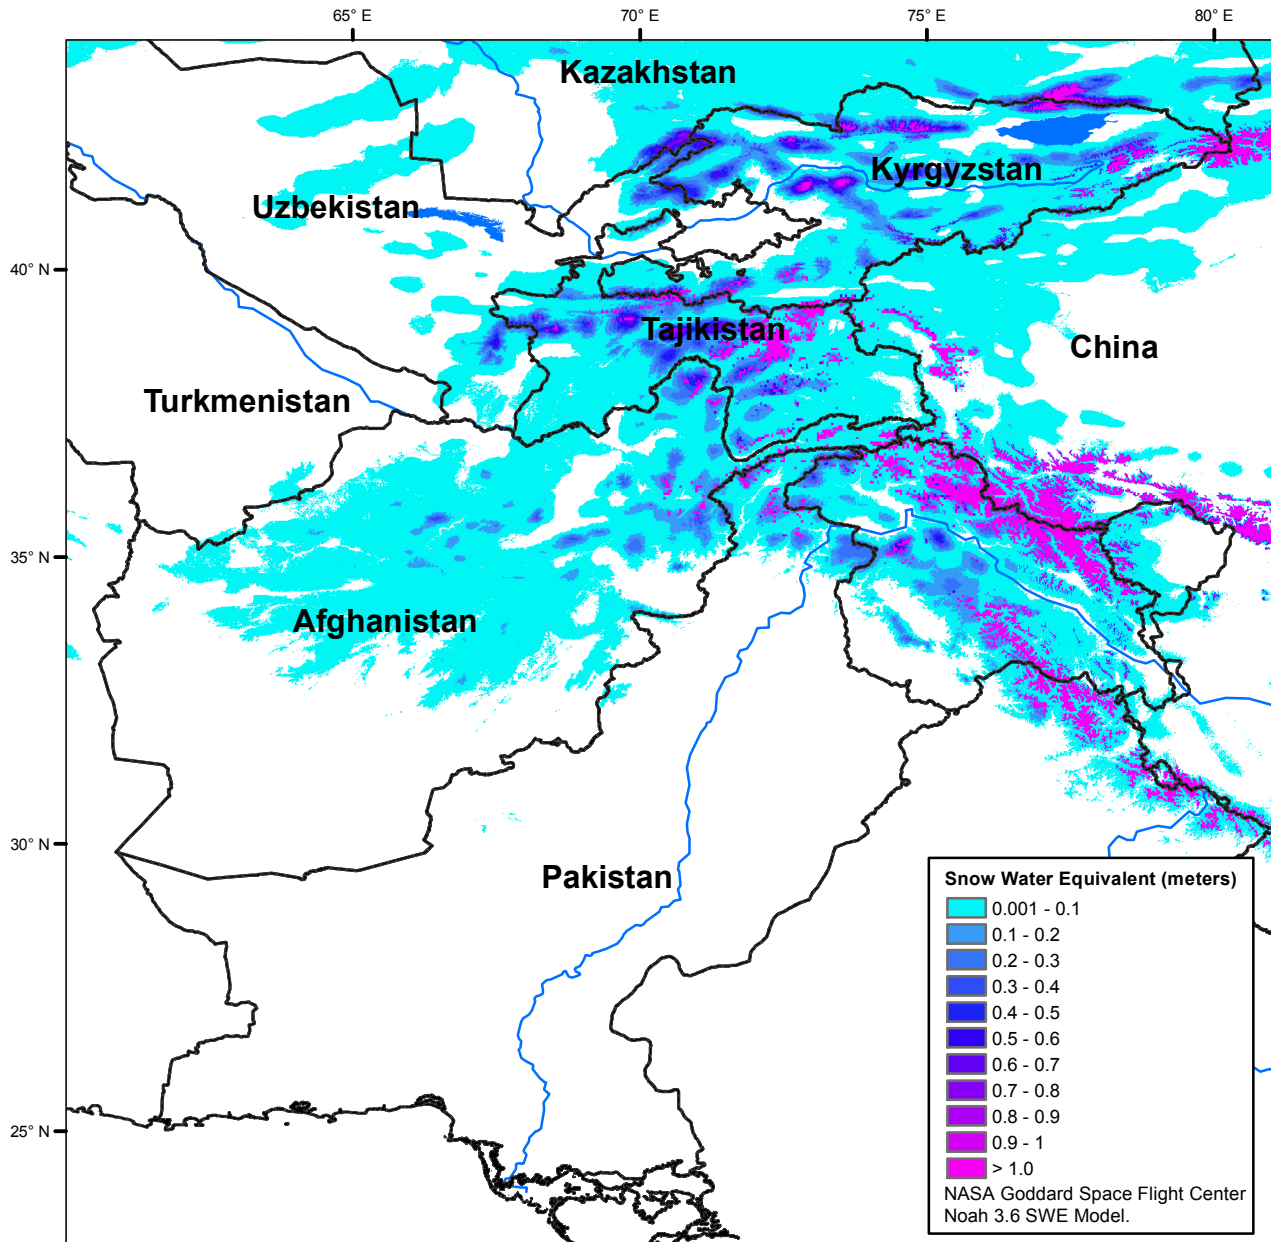 65° E
70° E
75° E
80° E
Kazakhstan
Kyrgyzstan
Uzbekistan
40° N
Tajikistan
China
Turkmenistan
35° N
Afghanistan
30° N
Pakistan
25° N
Snow Water Equivalent (meters)
0.001 - 0.1
0.1 - 0.2
0.2 - 0.3
0.3 - 0.4
0.4 - 0.5
0.5 - 0.6
0.6 - 0.7
0.7 - 0.8
0.8 - 0.9
0.9 - 1
> 1.0
NASA Goddard Space Flight Center
Noah 3.6 SWE Model.